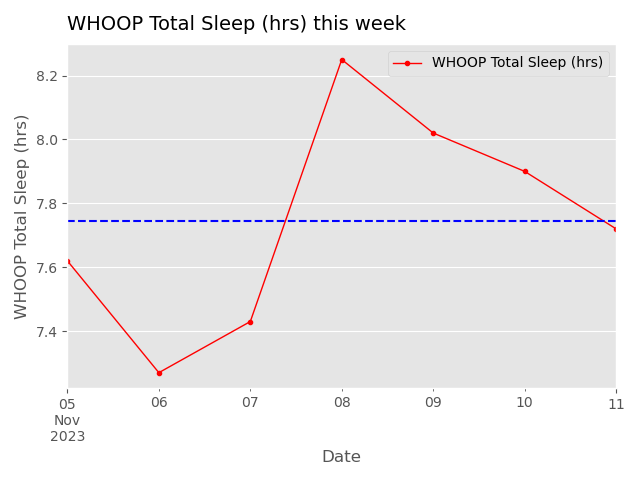 WHOOP Total Sleep (hrs) this week
WHOOP Total Sleep (hrs)
WHOOP Total Sleep (hrs)
8.2
8.0
7.8
7.6
7.4
05 06 07 08 09 10 11
Nov
2023
Date